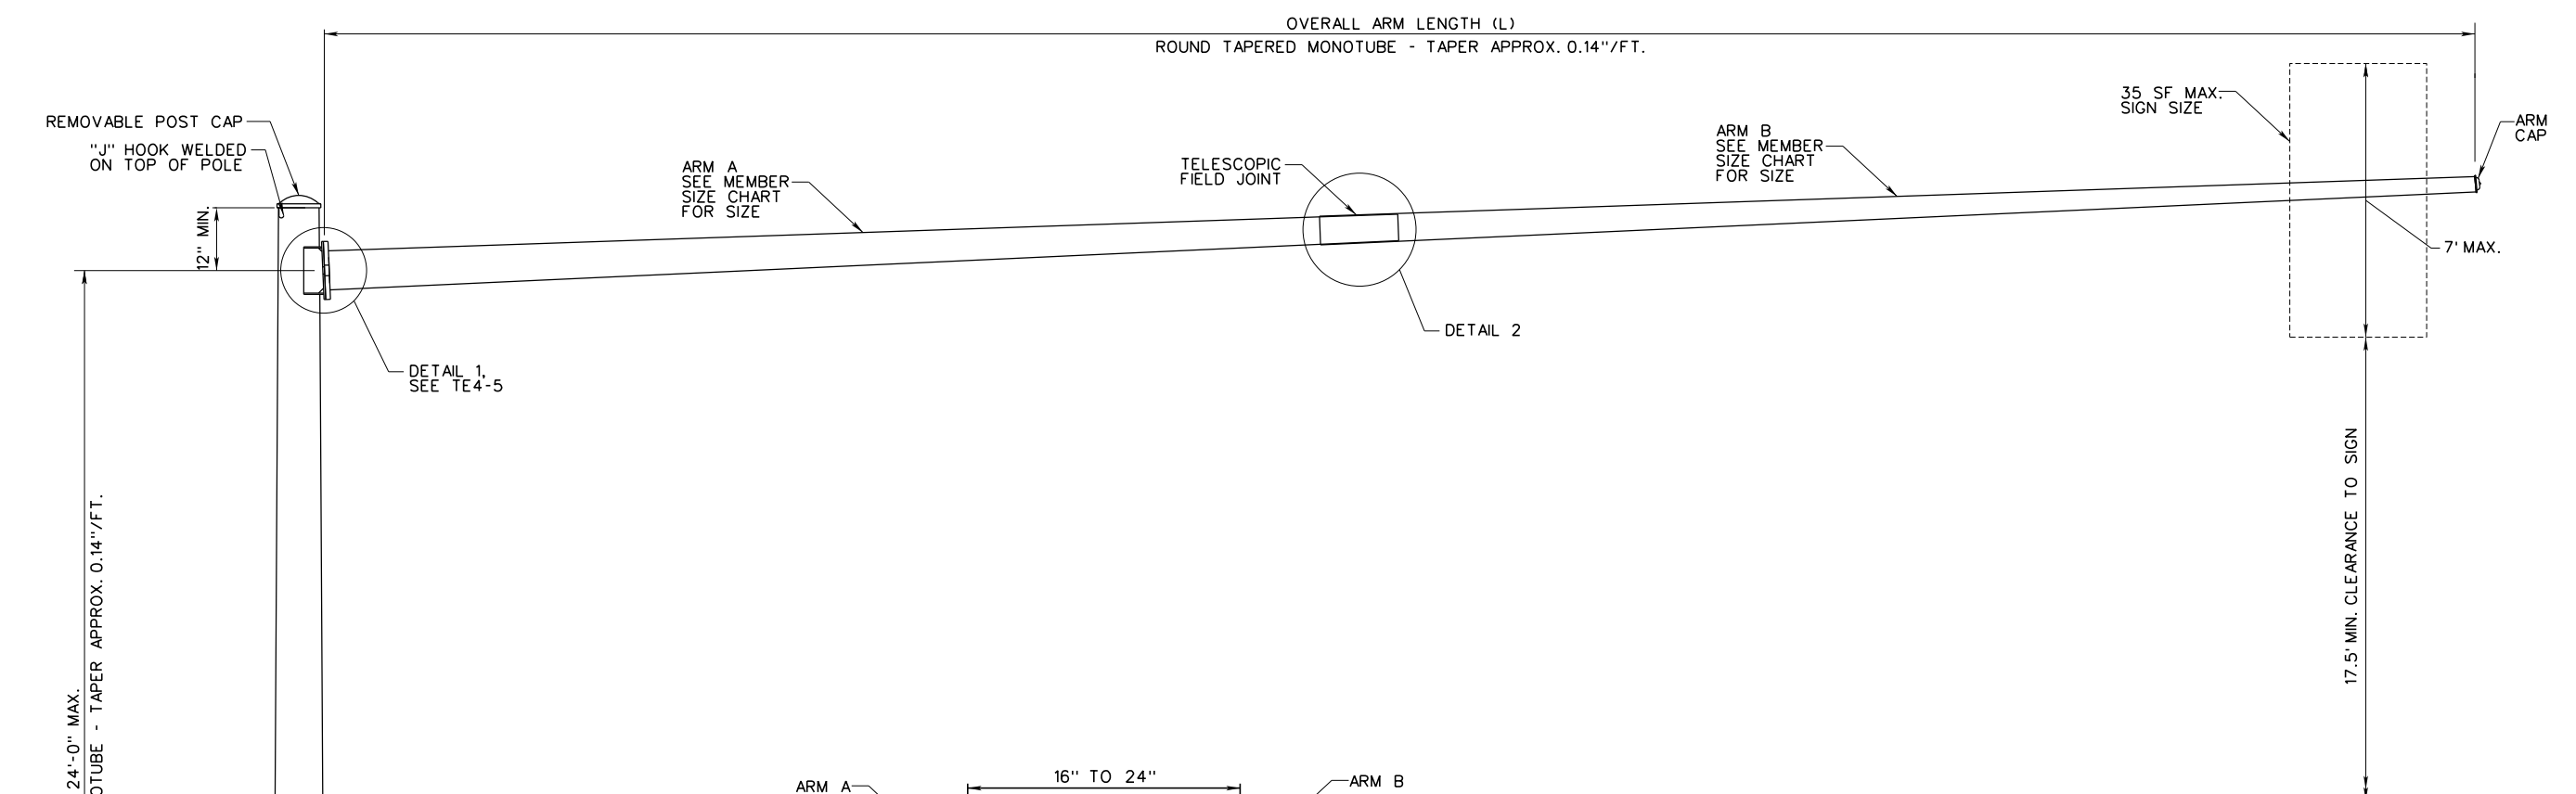 OVERALL ARM LENGTH (L)
ROUND TAPERED MONOTUBE - TAPER APPROX. 0.14"/FT.
35 SF MAX.
SIGN SIZE
ARM
CAP
REMOVABLE POST CAP
"J" HOOK WELDED
ON TOP OF POLE
ARM A
SEE MEMBER
SIZE CHART
FOR SIZE
TELESCOPIC
FIELD JOINT
ARM B
SEE MEMBER
SIZE CHART
FOR SIZE
12" MIN.
7' MAX.
DETAIL 2
DETAIL 1,
SEE TE4-5
17.5' MIN. CLEARANCE TO SIGN
24'-0" MAX.
OTUBE - TAPER APPROX. 0.14"/FT.
ARM A
16" TO 24"
ARM B